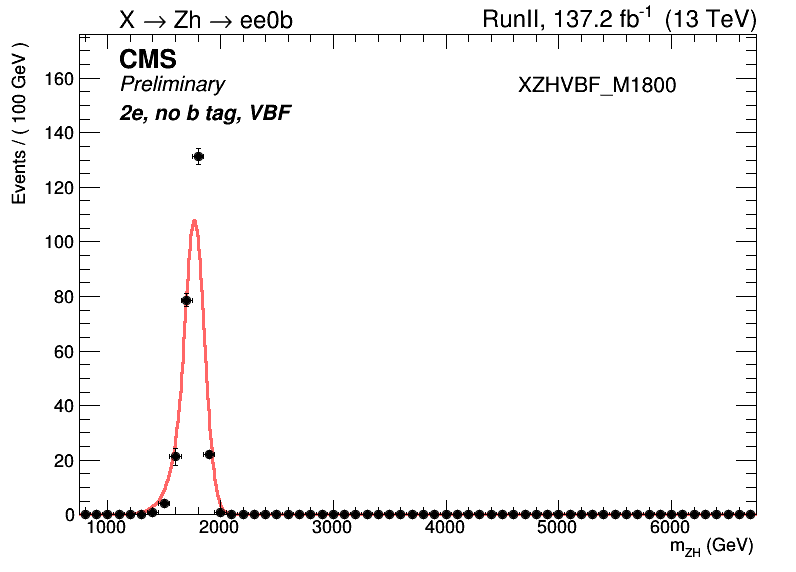 X → Zh → ee0b
RunII, 137.2 fb⁻¹ (13 TeV)
CMS
Preliminary
2e, no b tag, VBF
XZHVBF_M1800
Events / ( 100 GeV )
160
140
120
100
80
60
40
20
0
1000 2000 3000 4000 5000 6000
m_ZH (GeV)